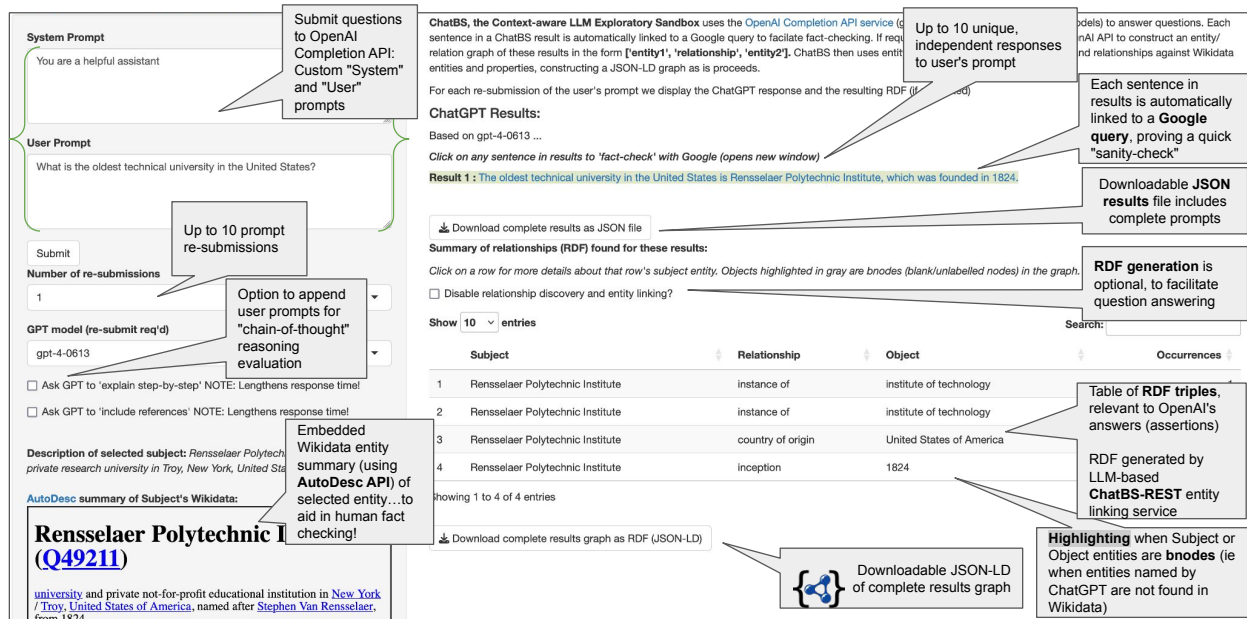 System Prompt
You are a helpful assistant
Submit questions
to OpenAI
Completion API:
Custom "System"
and "User"
prompts
User Prompt
What is the oldest technical university in the United States?
Submit
Up to 10 prompt
re-submissions
Number of re-submissions
1
Option to append
user prompts for
"chain-of-thought"
reasoning
evaluation
GPT model (re-submit req'd)
gpt-4-0613
Ask GPT to 'explain step-by-step' NOTE: Lengthens response time!
Ask GPT to 'include references' NOTE: Lengthens response time!
Embedded
Wikidata entity
summary (using
AutoDesc API) of
selected entity…to
aid in human fact
checking!
Description of selected subject: Rensselaer Polytechn
private research university in Troy, New York, United Sta
AutoDesc summary of Subject's Wikidata:
Rensselaer Polytechnic I
(Q49211)
university and private not-for-profit educational institution in New York
/ Troy, United States of America, named after Stephen Van Rensselaer,
from 1824
ChatBS, the Context-aware LLM Exploratory Sandbox uses the OpenAI Completion API service (g odels) to answer questions. Each
sentence in a ChatBS result is automatically linked to a Google query to facilate fact-checking. If requ nAI API to construct an entity/
relation graph of these results in the form ['entity1', 'relationship', 'entity2']. ChatBS then uses entit nd relationships against Wikidata
entities and properties, constructing a JSON-LD graph as is proceeds.
For each re-submission of the user's prompt we display the ChatGPT response and the resulting RDF (if ed)
Up to 10 unique,
independent responses
to user's prompt
ChatGPT Results:
Based on gpt-4-0613 ...
Click on any sentence in results to 'fact-check' with Google (opens new window)
Result 1 : The oldest technical university in the United States is Rensselaer Polytechnic Institute, which was founded in 1824.
Each sentence in
results is automatically
linked to a Google
query, proving a quick
"sanity-check"
Download complete results as JSON file
Downloadable JSON
results file includes
complete prompts
Summary of relationships (RDF) found for these results:
Click on a row for more details about that row's subject entity. Objects highlighted in gray are bnodes (blank/unlabelled nodes) in the graph.
Disable relationship discovery and entity linking?
RDF generation is
optional, to facilitate
question answering
Show 10 entries
Search:
Subject Relationship Object Occurrences
1 Rensselaer Polytechnic Institute instance of institute of technology 1
2 Rensselaer Polytechnic Institute instance of institute of technology
3 Rensselaer Polytechnic Institute country of origin United States of America
4 Rensselaer Polytechnic Institute inception 1824
Table of RDF triples,
relevant to OpenAI's
answers (assertions)
RDF generated by
LLM-based
ChatBS-REST entity
linking service
Showing 1 to 4 of 4 entries
Download complete results graph as RDF (JSON-LD)
Highlighting when Subject or
Object entities are bnodes (ie
when entities named by
ChatGPT are not found in
Wikidata)
Downloadable JSON-LD
of complete results graph